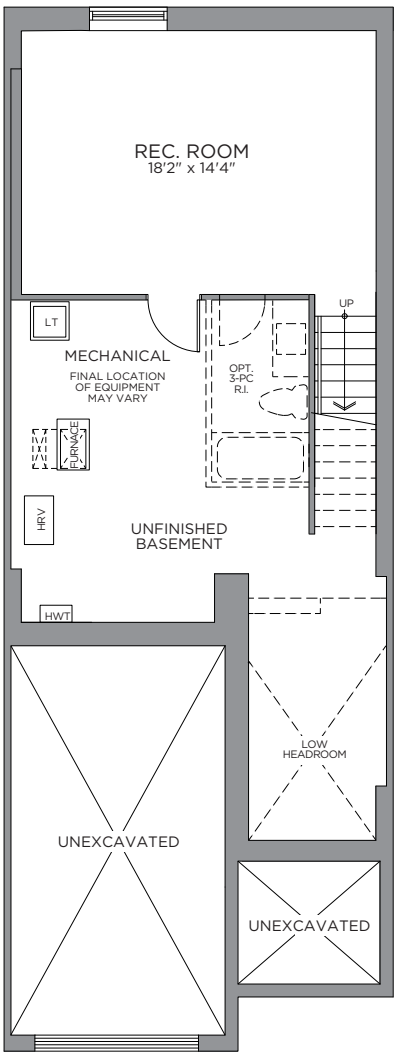 REC. ROOM
18'2" x 14'4"
UP
LT
MECHANICAL
FINAL LOCATION
OF EQUIPMENT
MAY VARY
OPT.
3-PC
R.I.
FURNACE
HRV
UNFINISHED
BASEMENT
HWT
LOW
HEADROOM
UNEXCAVATED
UNEXCAVATED